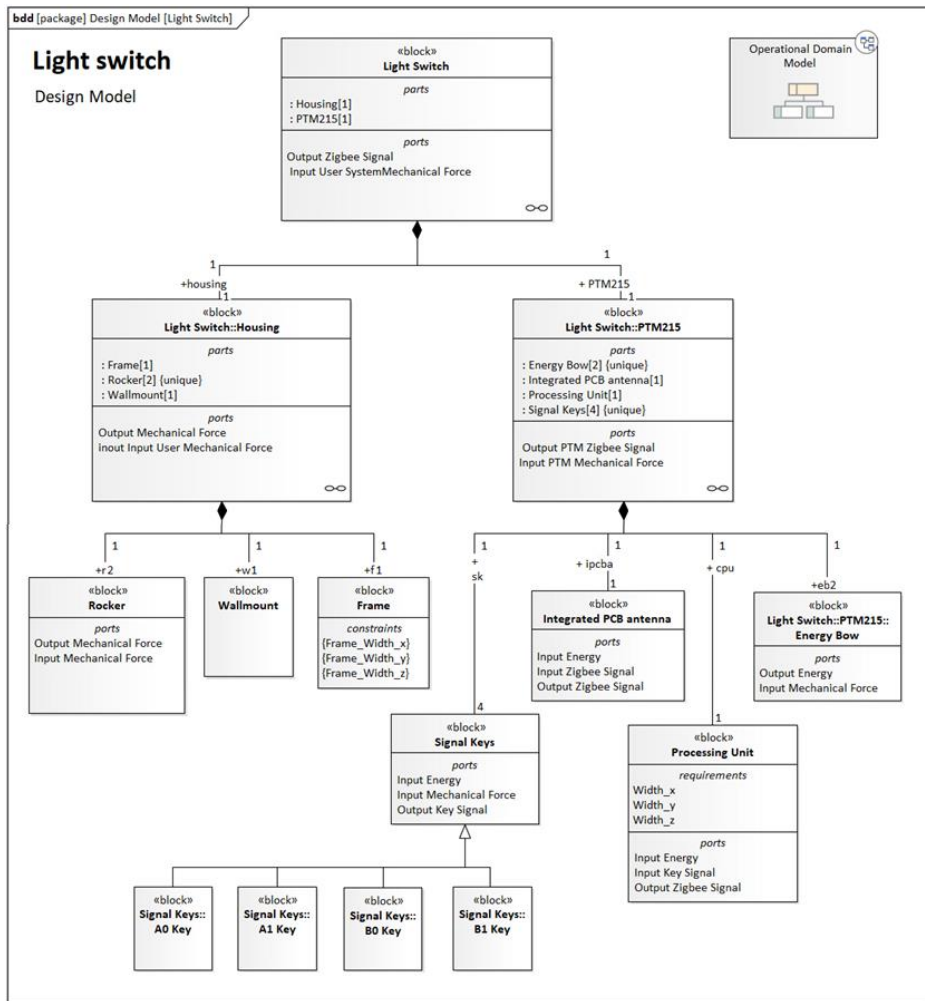 bdd [package] Design Model [Light Switch]
Light switch
Design Model
«block»
Light Switch
parts
: Housing[1]
: PTM215[1]
ports
Output Zigbee Signal
Input User SystemMechanical Force
Operational Domain
Model
1
1
+housing
+ PTM215
1
1
«block»
Light Switch::Housing
parts
: Frame[1]
: Rocker[2] {unique}
: Wallmount[1]
ports
Output Mechanical Force
inout Input User Mechanical Force
«block»
Light Switch::PTM215
parts
: Energy Bow[2] {unique}
: Integrated PCB antenna[1]
: Processing Unit[1]
: Signal Keys[4] {unique}
ports
Output PTM Zigbee Signal
Input PTM Mechanical Force
1
1
1
+r2
+w1
+f1
«block»
Rocker
ports
Output Mechanical Force
Input Mechanical Force
«block»
Wallmount
«block»
Frame
constraints
{Frame_Width_x}
{Frame_Width_y}
{Frame_Width_z}
1
1
1
1
+
sk
+ ipcba
+ cpu
+eb2
1
«block»
Integrated PCB antenna
ports
Input Energy
Input Zigbee Signal
Output Zigbee Signal
«block»
Light Switch::PTM215::
Energy Bow
ports
Output Energy
Input Mechanical Force
4
«block»
Signal Keys
ports
Input Energy
Input Mechanical Force
Output Key Signal
1
«block»
Processing Unit
requirements
Width_x
Width_y
Width_z
ports
Input Energy
Input Key Signal
Output Zigbee Signal
«block»
Signal Keys::
A0 Key
«block»
Signal Keys::
A1 Key
«block»
Signal Keys::
B0 Key
«block»
Signal Keys::
B1 Key